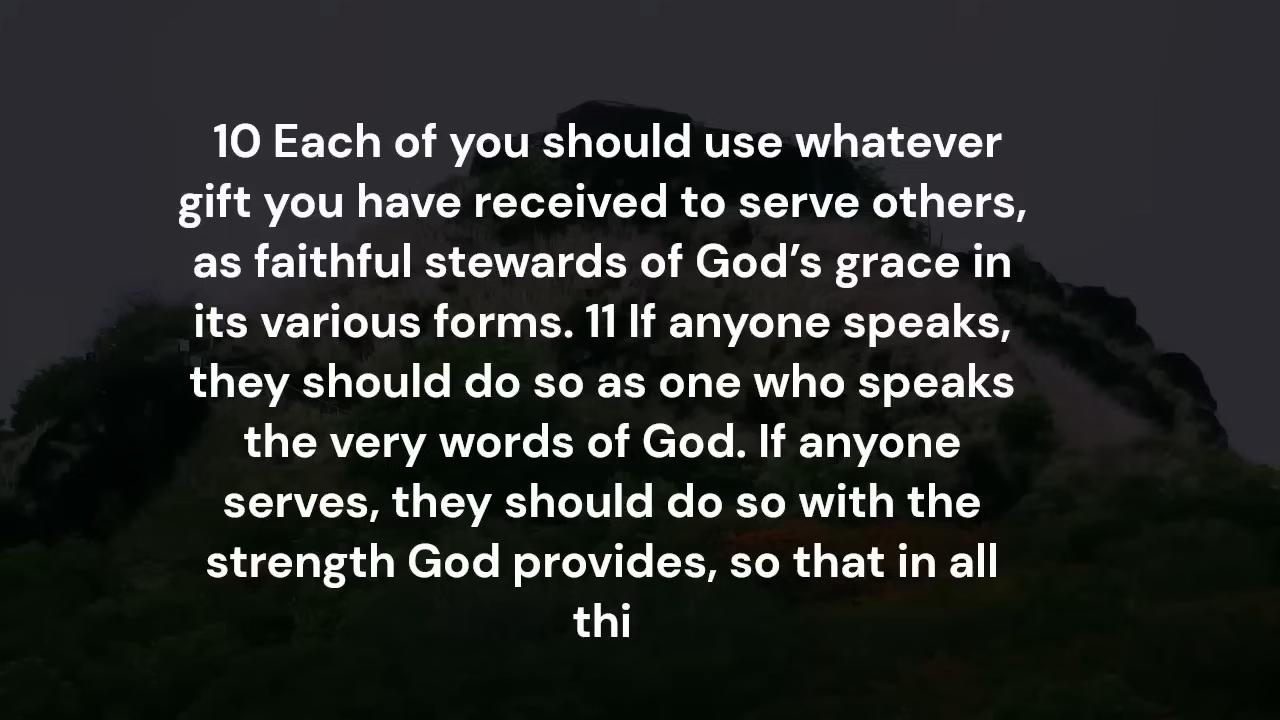 10 Each of you should use whatever
gift you have received to serve others,
as faithful stewards of God’s grace in
its various forms. 11 If anyone speaks,
they should do so as one who speaks
the very words of God. If anyone
serves, they should do so with the
strength God provides, so that in all
thi